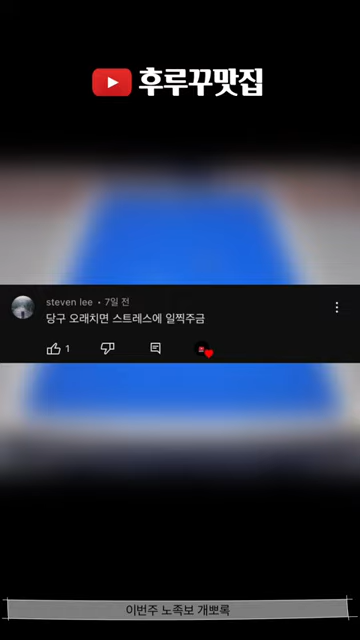 후루꾸맛집
steven lee • 7일 전
당구 오래치면 스트레스에 일찍주금
1
이번주 노족보 개뽀록